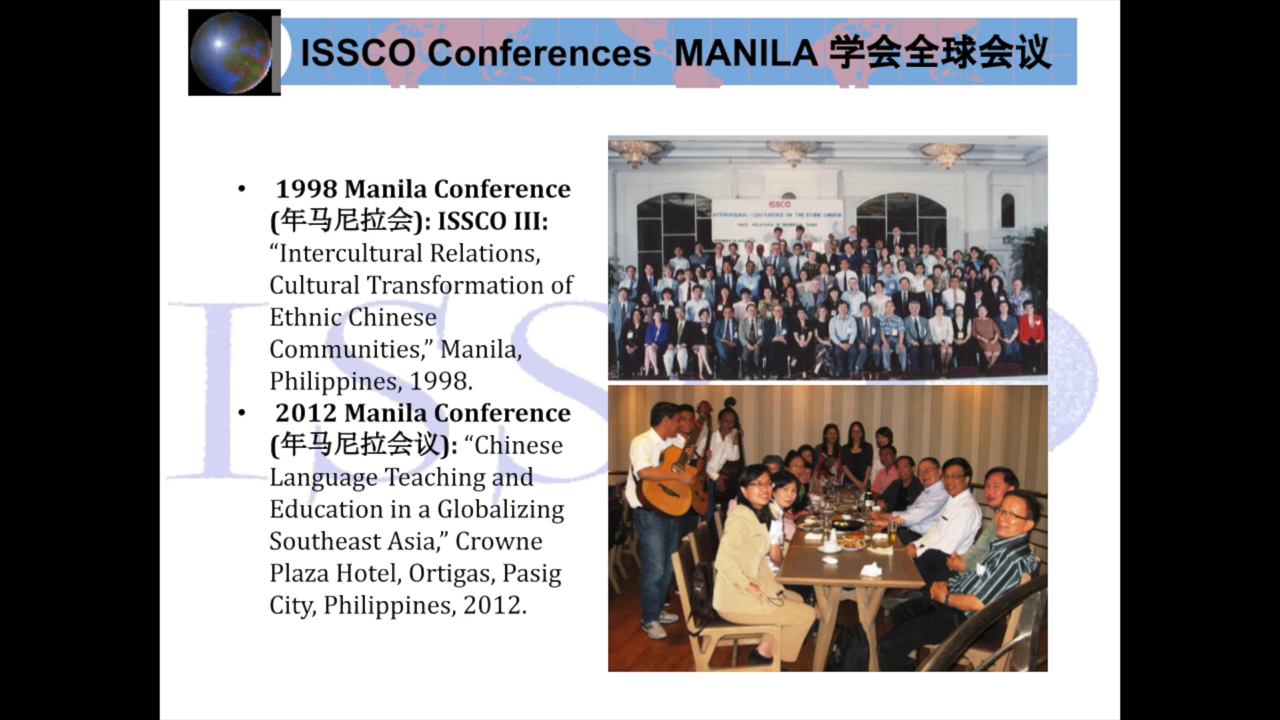 ISSCO Conferences MANILA 学会全球会议
• 1998 Manila Conference
(年马尼拉会): ISSCO III:
“Intercultural Relations,
Cultural Transformation of
Ethnic Chinese
Communities,” Manila,
Philippines, 1998.
• 2012 Manila Conference
(年马尼拉会议): “Chinese
Language Teaching and
Education in a Globalizing
Southeast Asia,” Crowne
Plaza Hotel, Ortigas, Pasig
City, Philippines, 2012.
ISSCO
ISSCO
INTERNATIONAL CONFERENCE ON THE ETHNIC CHINESE